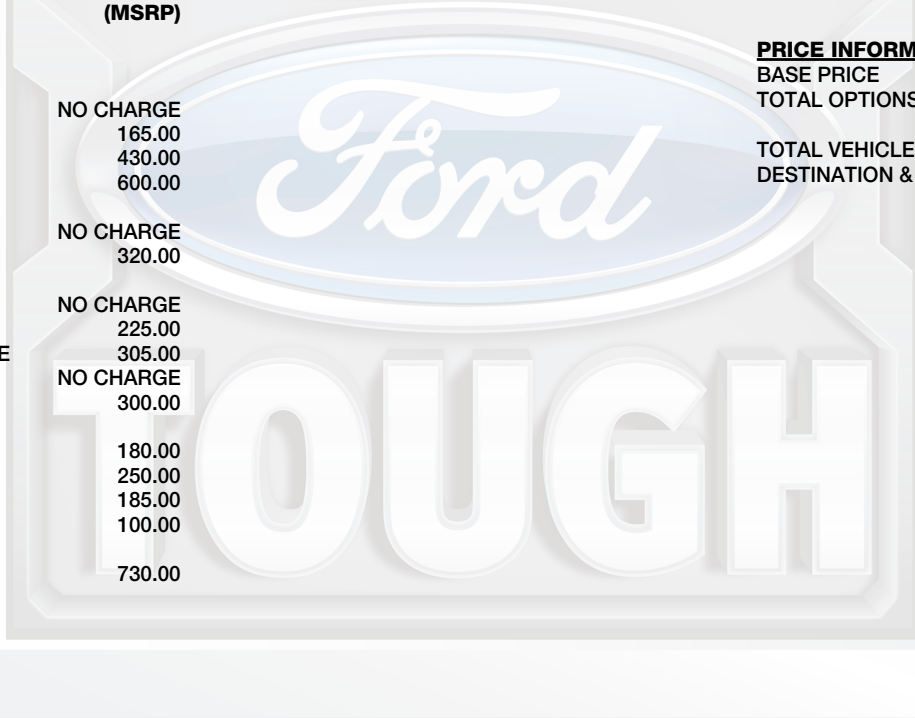 (MSRP)
NO CHARGE
165.00
430.00
600.00
NO CHARGE
320.00
NO CHARGE
225.00
E 305.00
NO CHARGE
300.00
180.00
250.00
185.00
100.00
730.00
PRICE INFORM
BASE PRICE
TOTAL OPTIONS
TOTAL VEHICLE
DESTINATION &
Ford
TOUGH